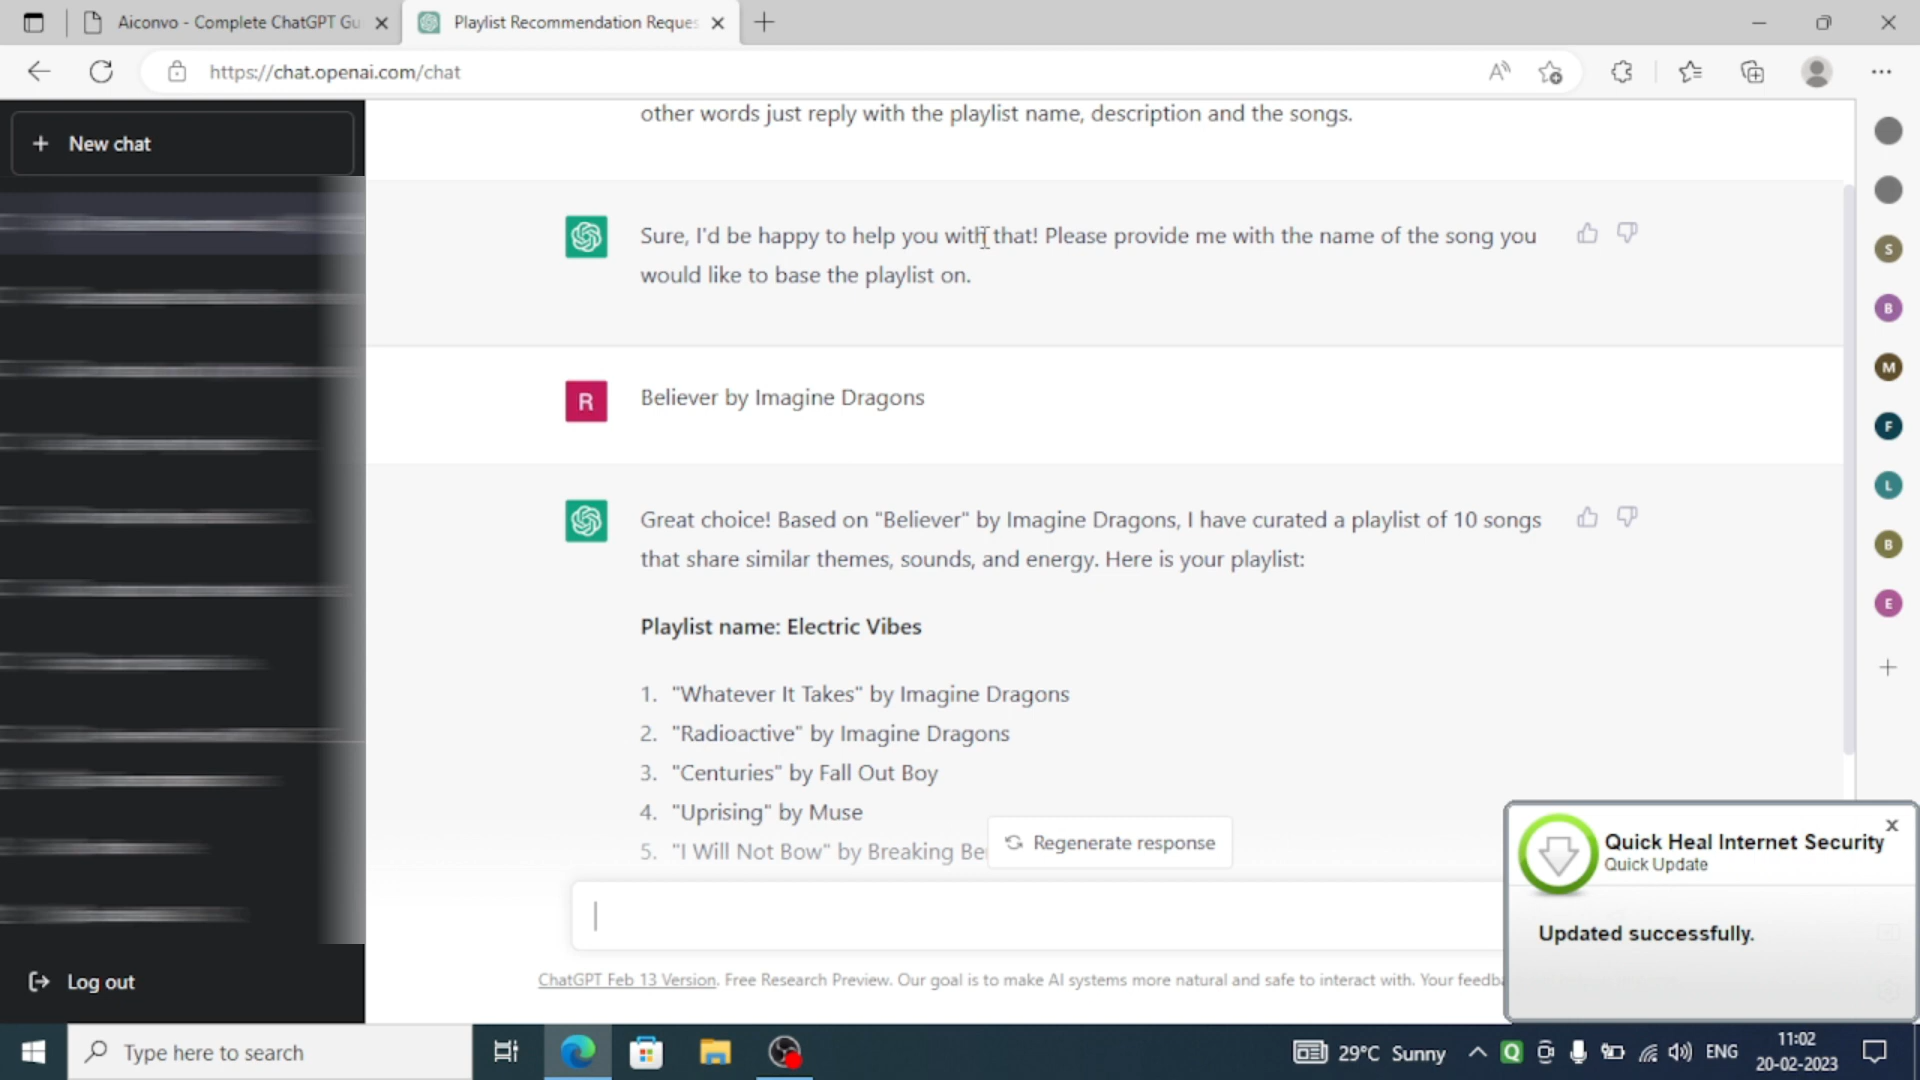 Aiconvo - Complete ChatGPT Gu
Playlist Recommendation Reques
https://chat.openai.com/chat
New chat
other words just reply with the playlist name, description and the songs.
Sure, I'd be happy to help you with that! Please provide me with the name of the song you
would like to base the playlist on.
R
Believer by Imagine Dragons
Great choice! Based on "Believer" by Imagine Dragons, I have curated a playlist of 10 songs
that share similar themes, sounds, and energy. Here is your playlist:
Playlist name: Electric Vibes
1. "Whatever It Takes" by Imagine Dragons
2. "Radioactive" by Imagine Dragons
3. "Centuries" by Fall Out Boy
4. "Uprising" by Muse
5. "I Will Not Bow" by Breaking Be
Regenerate response
S
B
M
F
L
B
E
Quick Heal Internet Security
Quick Update
Updated successfully.
ChatGPT Feb 13 Version. Free Research Preview. Our goal is to make AI systems more natural and safe to interact with. Your feedba
Log out
Type here to search
29°C Sunny
Q
ENG
11:02
20-02-2023